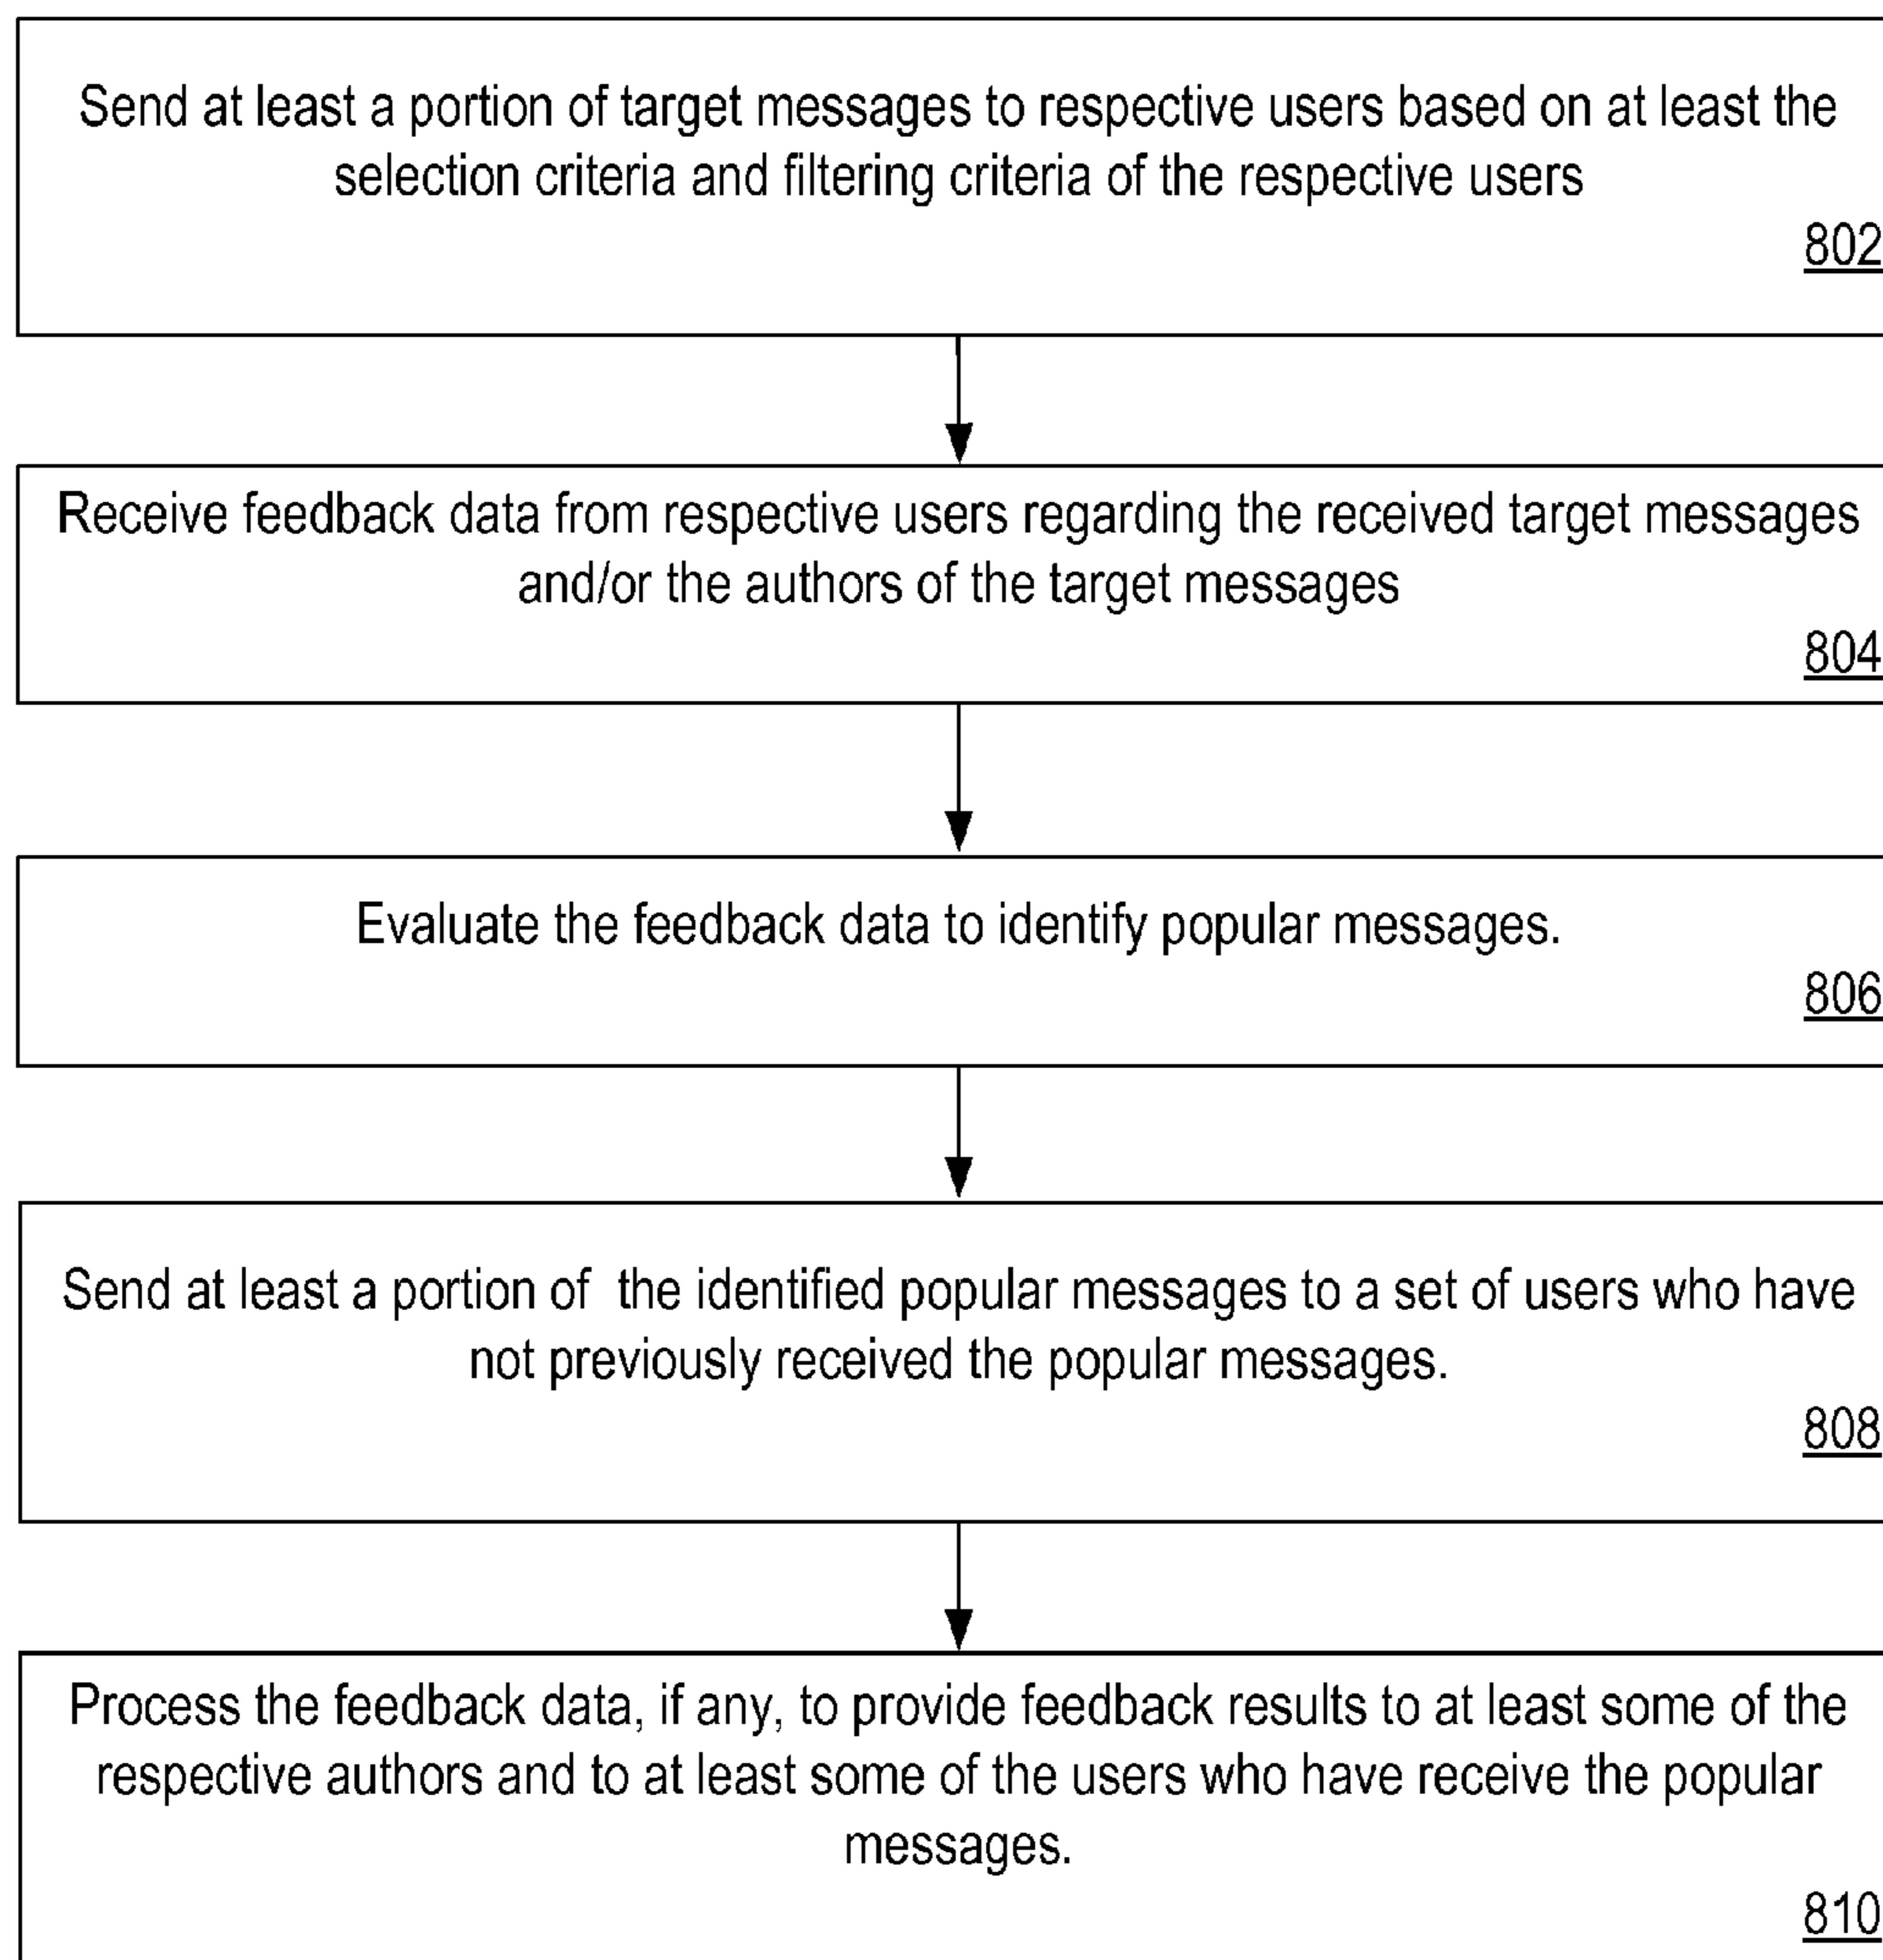 Send at least a portion of target messages to respective users based on at least the
selection criteria and filtering criteria of the respective users
802
Receive feedback data from respective users regarding the received target messages
and/or the authors of the target messages
804
Evaluate the feedback data to identify popular messages.
806
Send at least a portion of the identified popular messages to a set of users who have
not previously received the popular messages.
808
Process the feedback data, if any, to provide feedback results to at least some of the
respective authors and to at least some of the users who have receive the popular
messages.
810